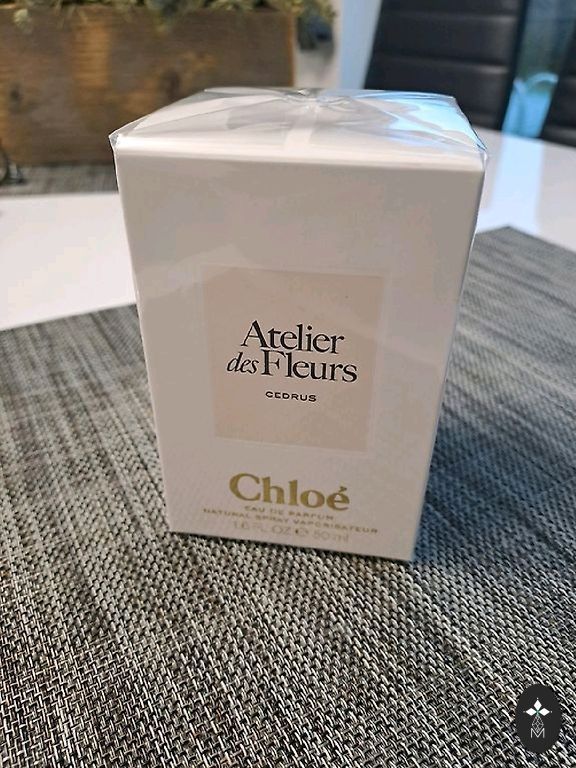 Atelier
des Fleurs
CEDRUS
Chloé
EAU DE PARFUM
NATURAL SPRAY VAPORISATEUR
1.6 FL. OZ ℮ 50 ml
M